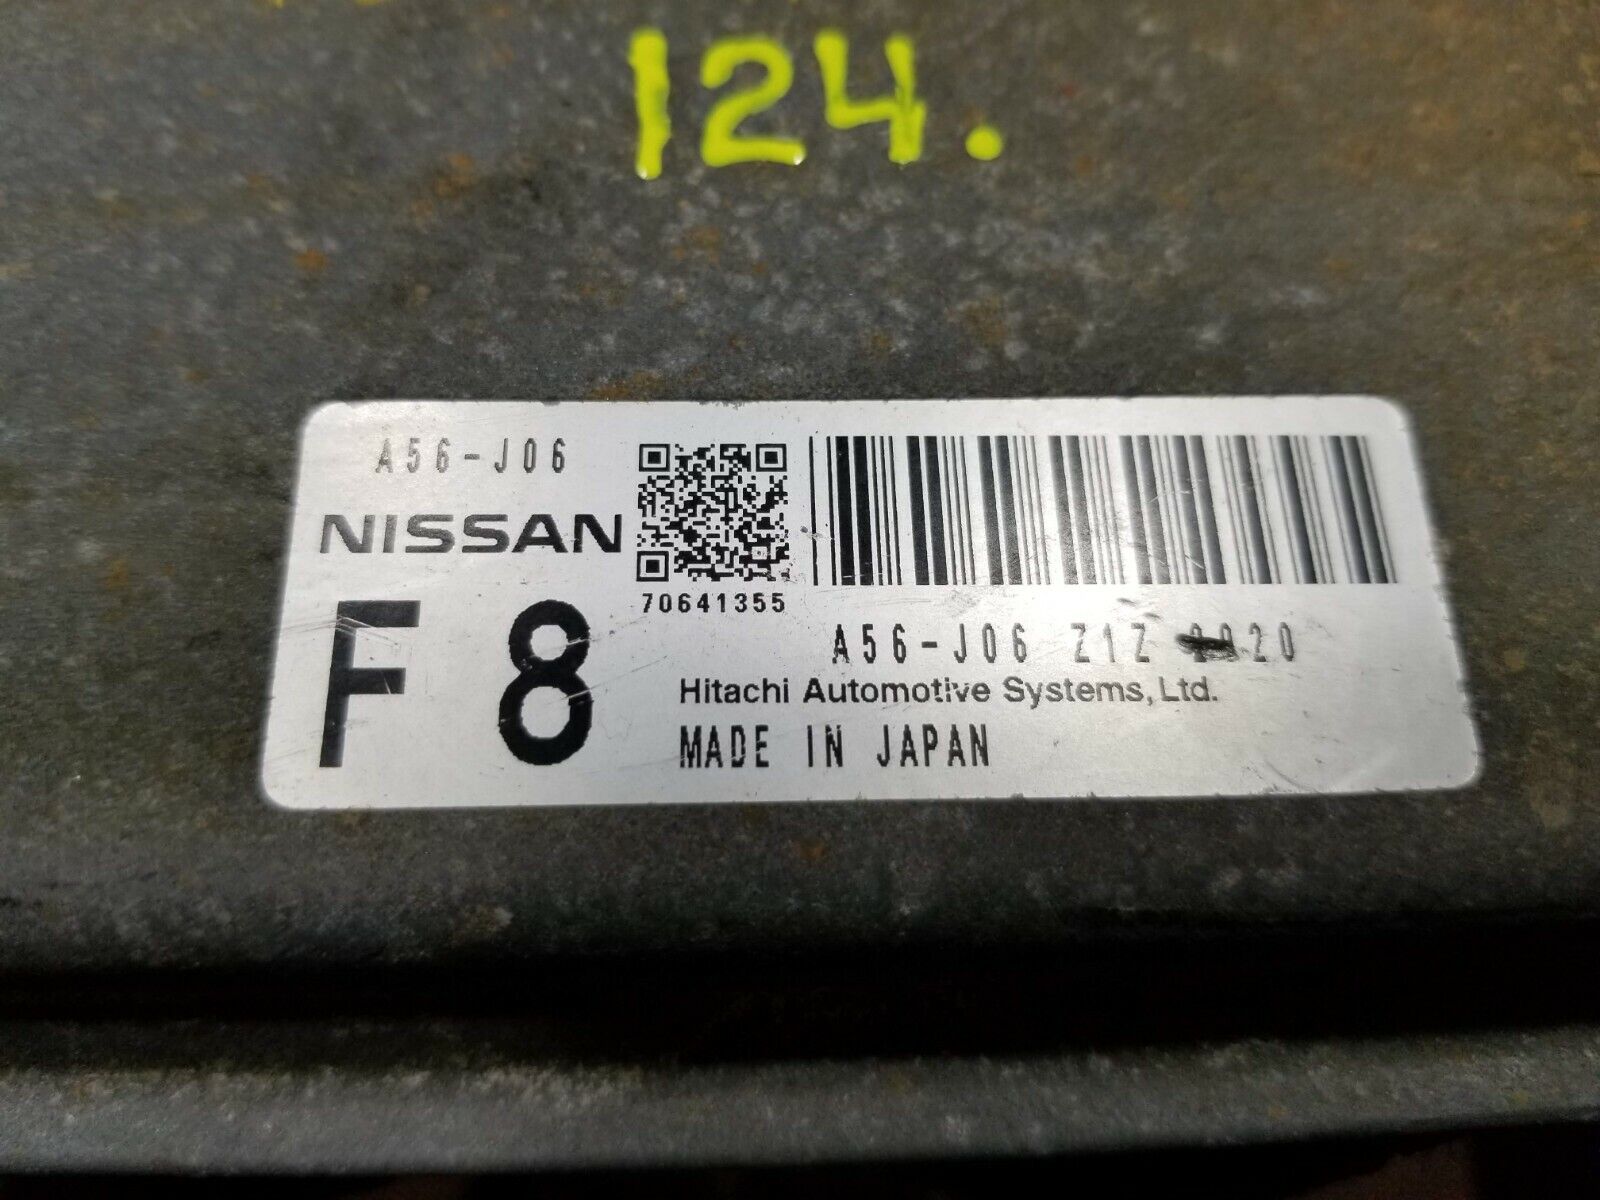 124.
A56-J06
NISSAN
F 8
70641355
A56-J06 Z1Z
Hitachi Automotive Systems, Ltd.
MADE IN JAPAN